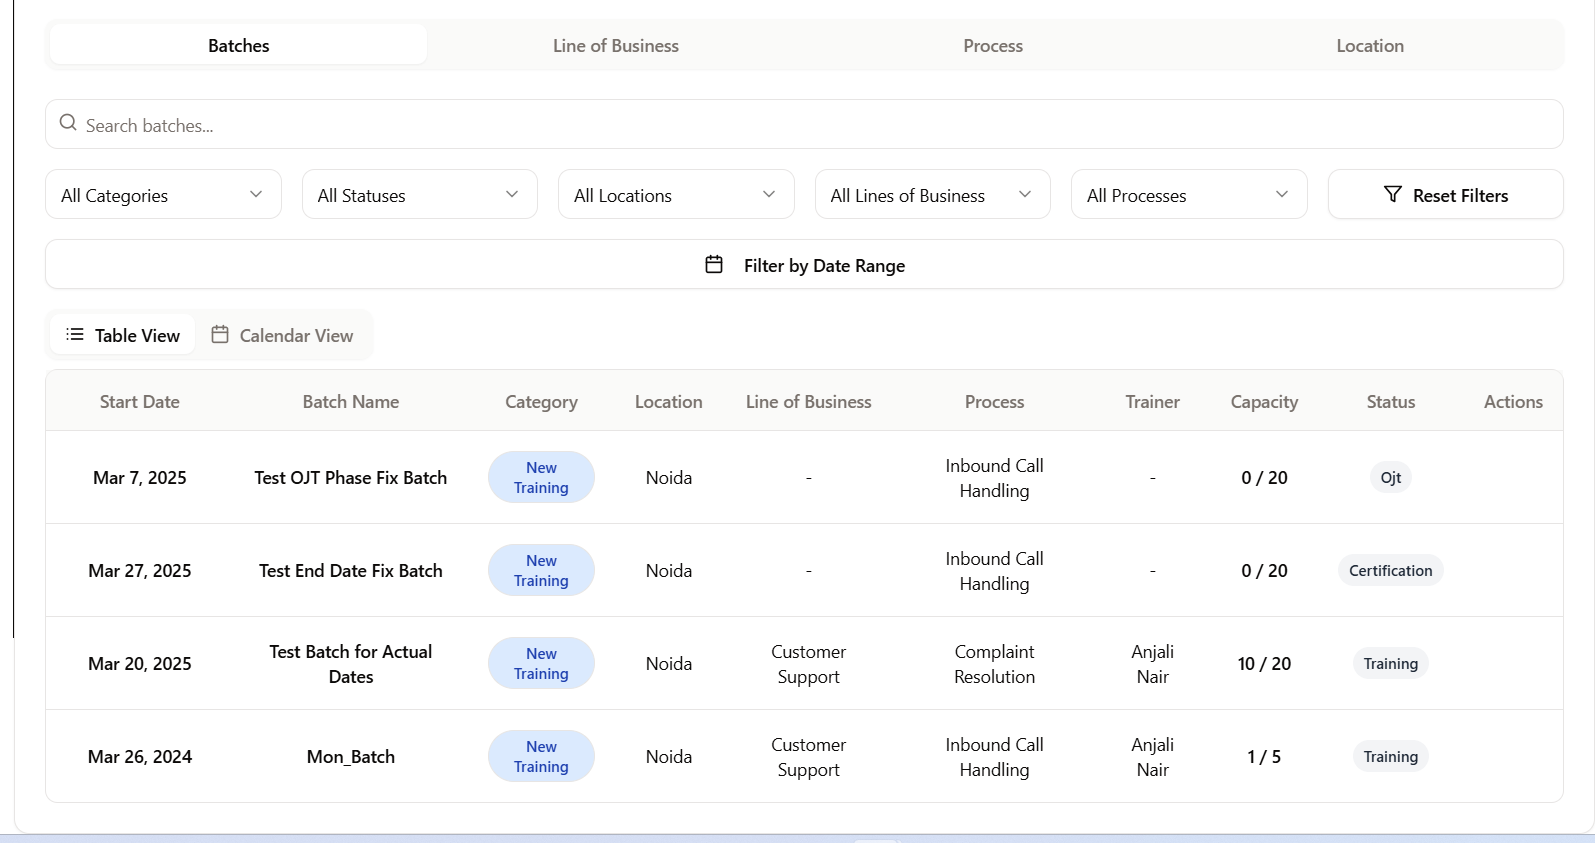 Batches Line of Business Process Location
Search batches...
All Categories All Statuses All Locations All Lines of Business All Processes Reset Filters
Filter by Date Range
Table View Calendar View
Start Date Batch Name Category Location Line of Business Process Trainer Capacity Status Actions
Mar 7, 2025 Test OJT Phase Fix Batch New Training Noida - Inbound Call Handling - 0 / 20 Ojt
Mar 27, 2025 Test End Date Fix Batch New Training Noida - Inbound Call Handling - 0 / 20 Certification
Mar 20, 2025 Test Batch for Actual Dates New Training Noida Customer Support Complaint Resolution Anjali Nair 10 / 20 Training
Mar 26, 2024 Mon_Batch New Training Noida Customer Support Inbound Call Handling Anjali Nair 1 / 5 Training